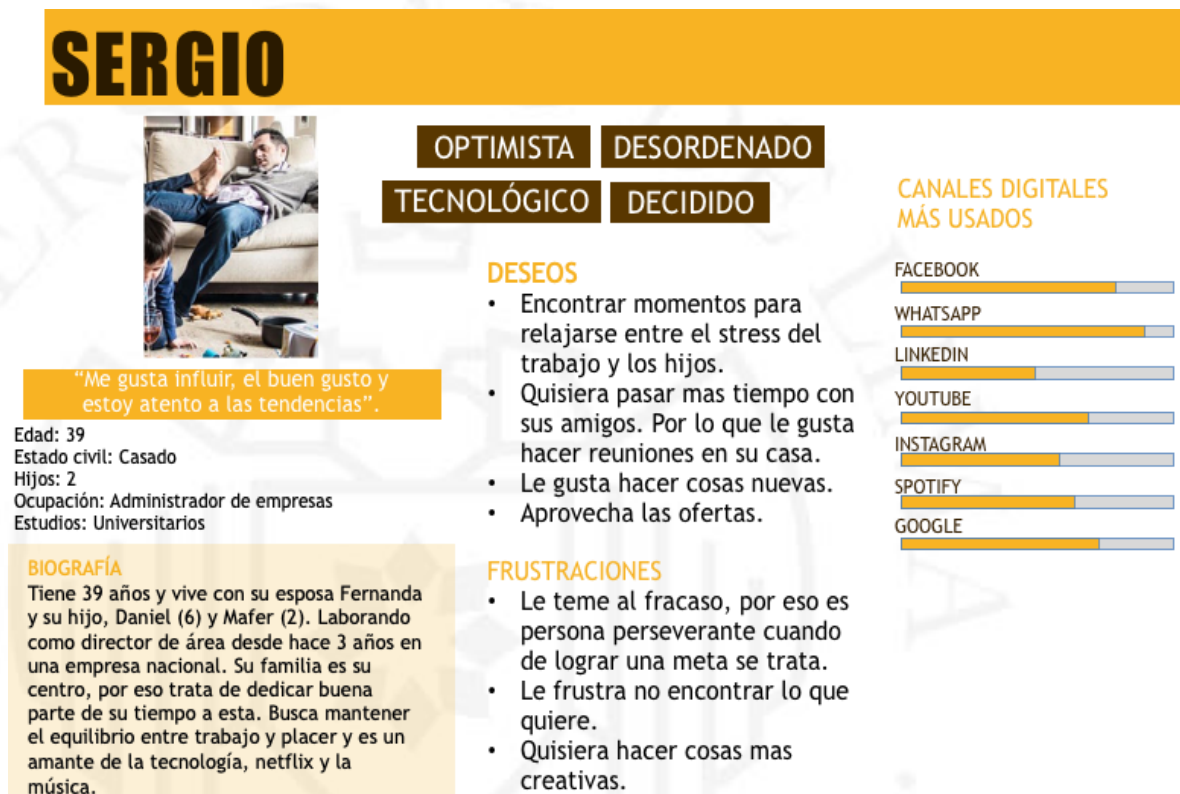 SERGIO
OPTIMISTA
DESORDENADO
TECNOLÓGICO
DECIDIDO
“Me gusta influir, el buen gusto y
estoy atento a las tendencias”.
Edad: 39
Estado civil: Casado
Hijos: 2
Ocupación: Administrador de empresas
Estudios: Universitarios
BIOGRAFÍA
Tiene 39 años y vive con su esposa Fernanda
y su hijo, Daniel (6) y Mafer (2). Laborando
como director de área desde hace 3 años en
una empresa nacional. Su familia es su
centro, por eso trata de dedicar buena
parte de su tiempo a esta. Busca mantener
el equilibrio entre trabajo y placer y es un
amante de la tecnología, netflix y la
música.
DESEOS
• Encontrar momentos para
relajarse entre el stress del
trabajo y los hijos.
• Quisiera pasar mas tiempo con
sus amigos. Por lo que le gusta
hacer reuniones en su casa.
• Le gusta hacer cosas nuevas.
• Aprovecha las ofertas.
FRUSTRACIONES
• Le teme al fracaso, por eso es
persona perseverante cuando
de lograr una meta se trata.
• Le frustra no encontrar lo que
quiere.
• Quisiera hacer cosas mas
creativas.
CANALES DIGITALES
MÁS USADOS
FACEBOOK
WHATSAPP
LINKEDIN
YOUTUBE
INSTAGRAM
SPOTIFY
GOOGLE